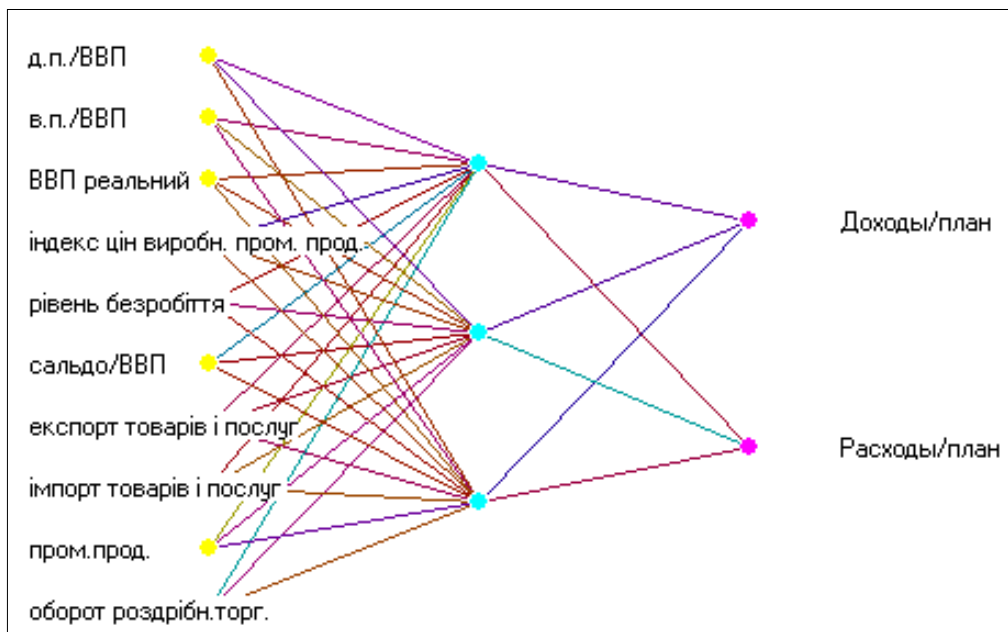 д.п./ВВП
в.п./ВВП
ВВП реальний
індекс цін виробн. пром. прод.
рівень безробіття
сальдо/ВВП
експорт товарів і послуг
імпорт товарів і послуг
пром.прод.
оборот роздрібн.торг.
Доходы/план
Расходы/план